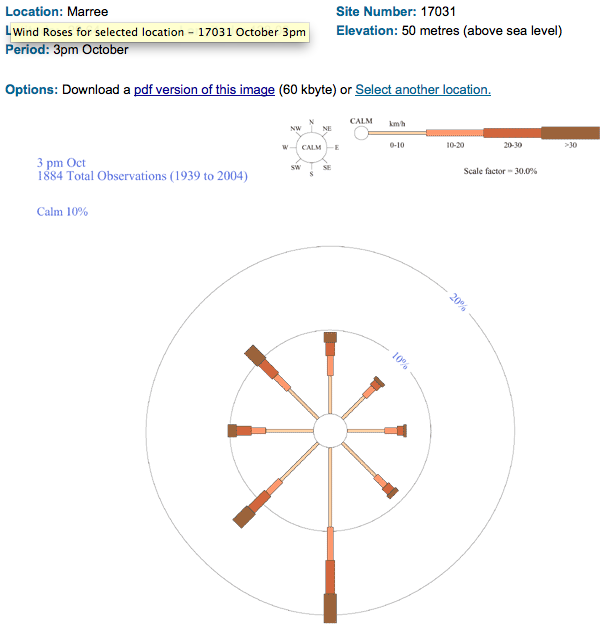 Location: Marree
Site Number: 17031
Wind Roses for selected location – 17031 October 3pm
Elevation: 50 metres (above sea level)
Period: 3pm October
Options: Download a pdf version of this image (60 kbyte) or Select another location.
N
NW NE
W CALM E
SW SE
S
CALM km/h
0-10 10-20 20-30 >30
Scale factor = 30.0%
3 pm Oct
1884 Total Observations (1939 to 2004)
Calm 10%
20%
10%